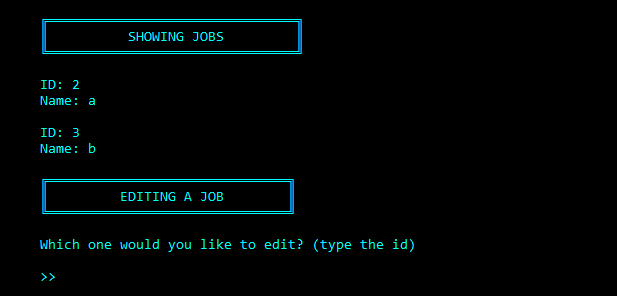 SHOWING JOBS
ID: 2
Name: a
ID: 3
Name: b
EDITING A JOB
Which one would you like to edit? (type the id)
>>